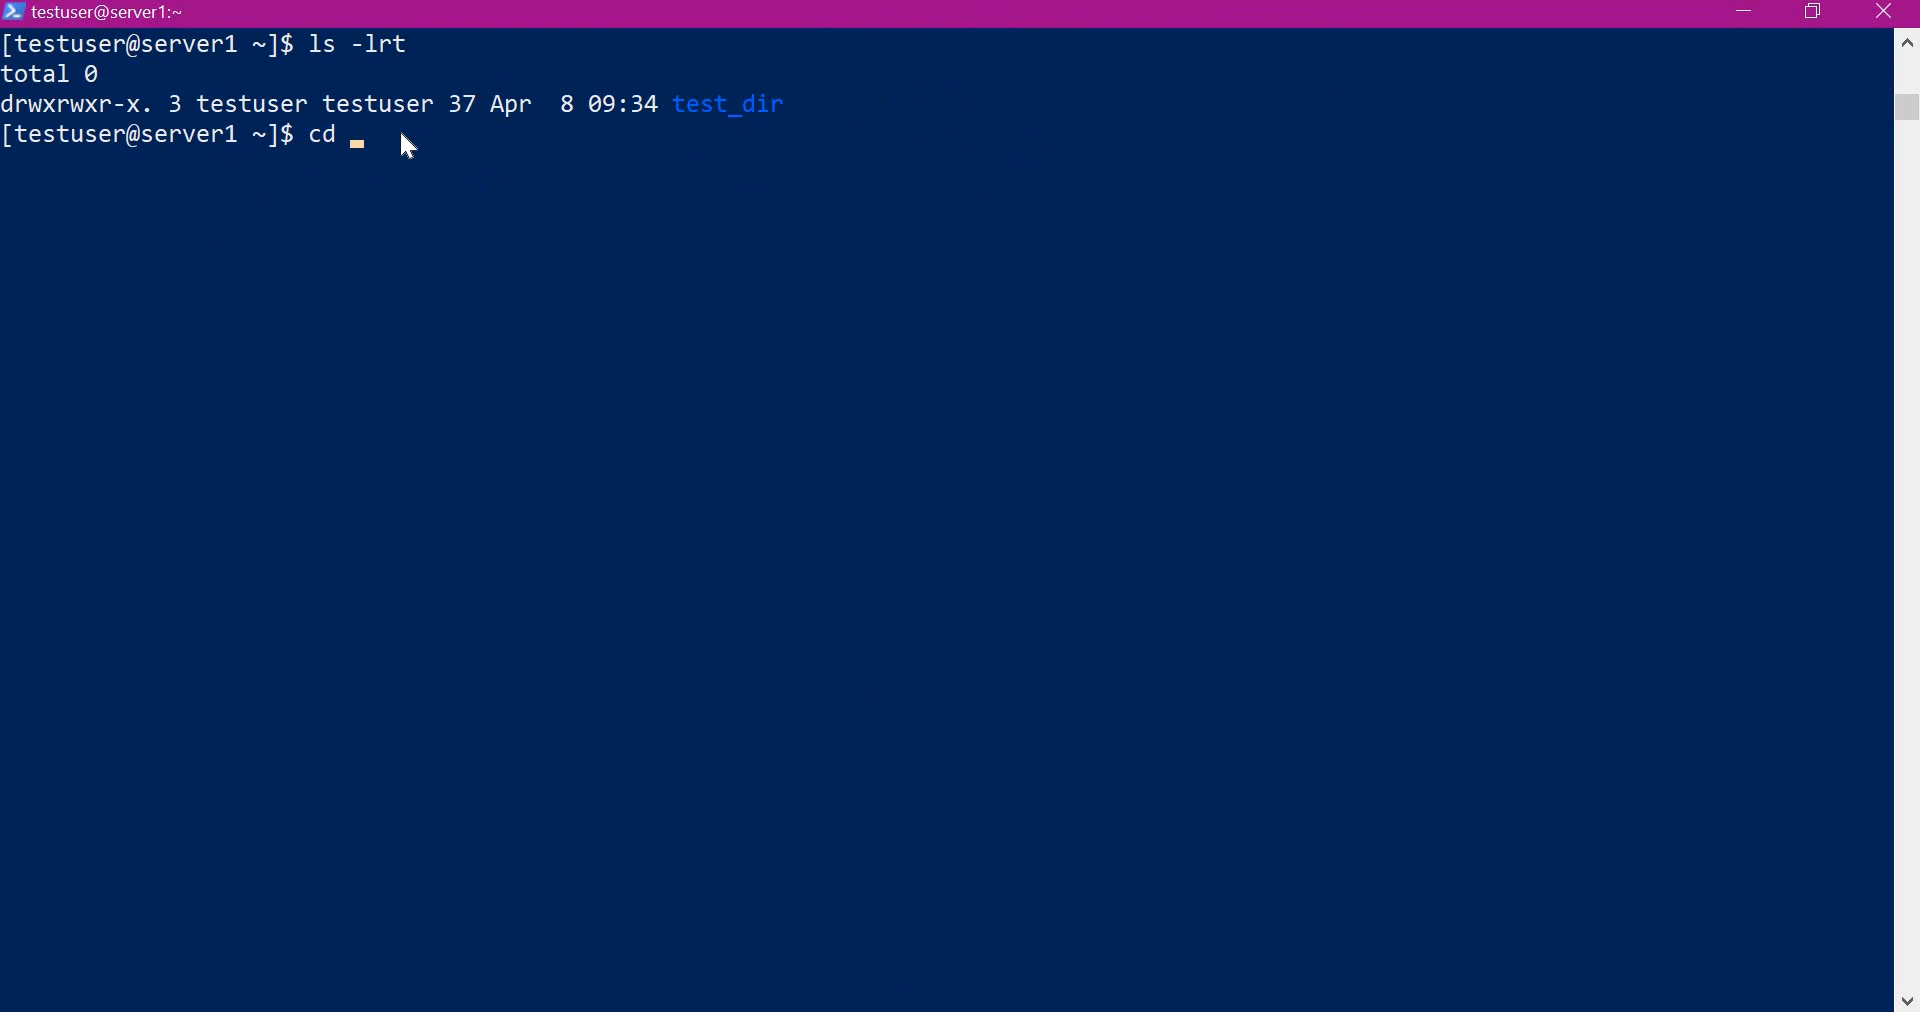 testuser@server1:~
[testuser@server1 ~]$ ls -lrt
total 0
drwxrwxr-x. 3 testuser testuser 37 Apr  8 09:34 test_dir
[testuser@server1 ~]$ cd